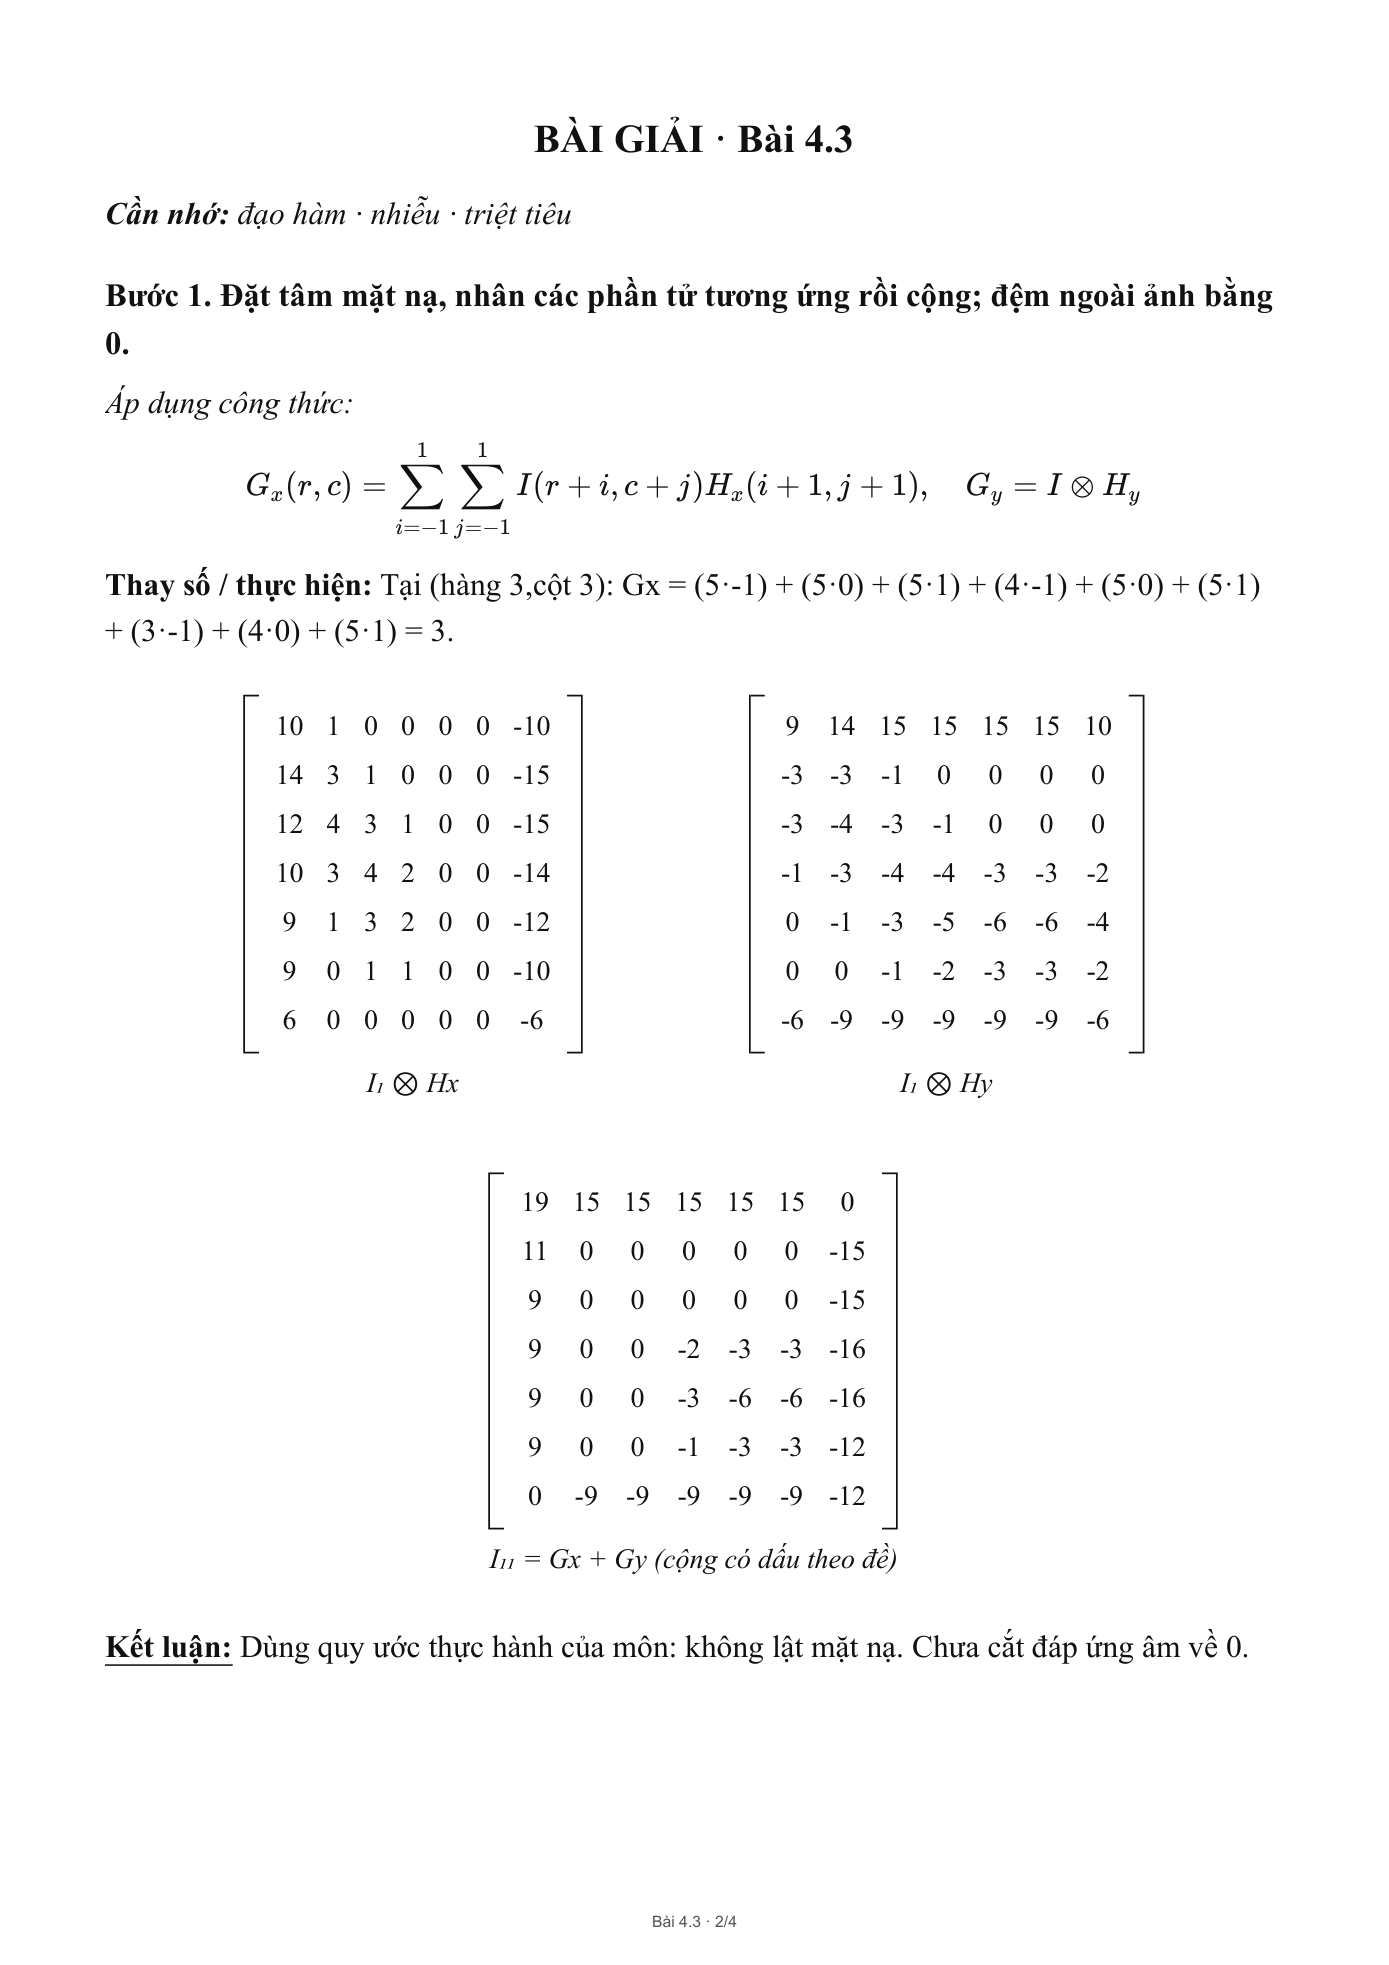 BÀI GIẢI · Bài 4.3
Cần nhớ: đạo hàm · nhiễu · triệt tiêu
Bước 1. Đặt tâm mặt nạ, nhân các phần tử tương ứng rồi cộng; đệm ngoài ảnh bằng
0.
Áp dụng công thức:
G_x(r, c) = \sum_{i=-1}^{1} \sum_{j=-1}^{1} I(r + i, c + j)H_x(i + 1, j + 1), G_y = I ⊗ H_y
Thay số / thực hiện: Tại (hàng 3,cột 3): Gx = (5·-1) + (5·0) + (5·1) + (4·-1) + (5·0) + (5·1)
+ (3·-1) + (4·0) + (5·1) = 3.
10 1 0 0 0 0 -10
14 3 1 0 0 0 -15
12 4 3 1 0 0 -15
10 3 4 2 0 0 -14
9 1 3 2 0 0 -12
9 0 1 1 0 0 -10
6 0 0 0 0 0 -6
I₁ ⊗ Hx
9 14 15 15 15 15 10
-3 -3 -1 0 0 0 0
-3 -4 -3 -1 0 0 0
-1 -3 -4 -4 -3 -3 -2
0 -1 -3 -5 -6 -6 -4
0 0 -1 -2 -3 -3 -2
-6 -9 -9 -9 -9 -9 -6
I₁ ⊗ Hy
19 15 15 15 15 15 0
11 0 0 0 0 0 -15
9 0 0 0 0 0 -15
9 0 0 -2 -3 -3 -16
9 0 0 -3 -6 -6 -16
9 0 0 -1 -3 -3 -12
0 -9 -9 -9 -9 -9 -12
I₁₁ = Gx + Gy (cộng có dấu theo đề)
Kết luận: Dùng quy ước thực hành của môn: không lật mặt nạ. Chưa cắt đáp ứng âm về 0.
Bài 4.3 · 2/4